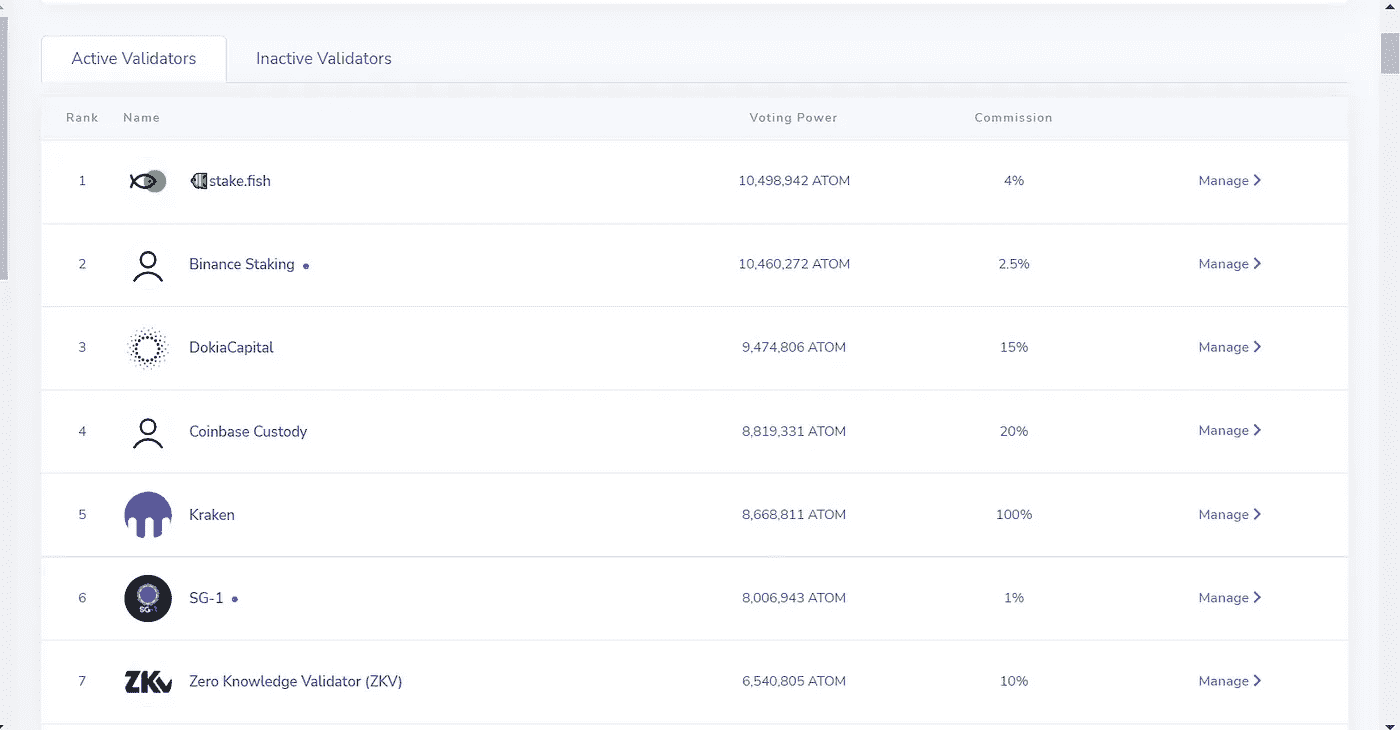 Active Validators Inactive Validators
Rank Name Voting Power Commission
1 stake.fish 10,498,942 ATOM 4% Manage
2 Binance Staking 10,460,272 ATOM 2.5% Manage
3 DokiaCapital 9,474,806 ATOM 15% Manage
4 Coinbase Custody 8,819,331 ATOM 20% Manage
5 Kraken 8,668,811 ATOM 100% Manage
6 SG-1 SG-1 8,006,943 ATOM 1% Manage
7 ZKV Zero Knowledge Validator (ZKV) 6,540,805 ATOM 10% Manage